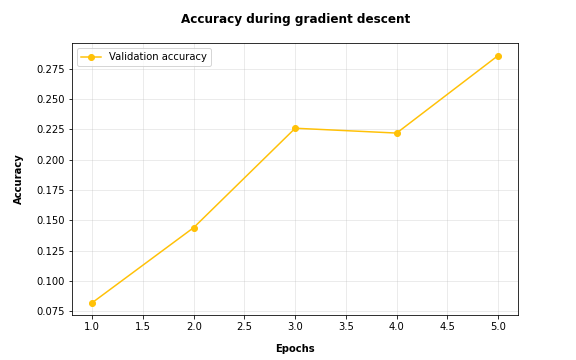 Accuracy during gradient descent
Validation accuracy
0.275
0.250
0.225
0.200
0.175
0.150
0.125
0.100
0.075
Accuracy
1.0 1.5 2.0 2.5 3.0 3.5 4.0 4.5 5.0
Epochs